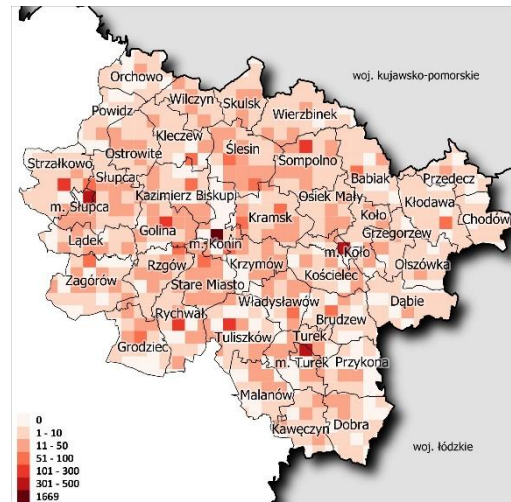 Orchowo
woj. kujawsko-pomorskie
Wilczyn
Skulsk
Powidz
Wierzbinek
Kleczew
Ostrowite
Ślesin
Strzałkowo
Sompolno
Słupca
Babiak
Przedecz
m. Słupca
Kazimierz Biskupi
Osiek Mały
Kłodawa
Koło
Chodów
Kramsk
Lądek
Golina
Grzegorzew
m. Konin
m. Koło
Olszówka
Rzgów
Krzymów
Kościelec
Zagórów
Stare Miasto
Władysławów
Dąbie
Rychwał
Brudzew
Tuliszków
Turek
Grodziec
m. Turek
Przykona
Malanów
Kawęczyn
Dobra
woj. łódzkie
0
1 - 10
11 - 50
51 - 100
101 - 300
301 - 500
1669